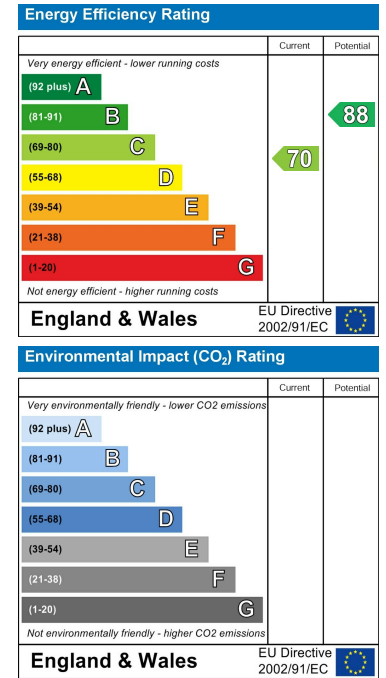 Energy Efficiency Rating
Current Potential
Very energy efficient - lower running costs
(92 plus) A
(81-91) B
88
(69-80) C
70
(55-68) D
(39-54) E
(21-38) F
(1-20) G
Not energy efficient - higher running costs
England & Wales
EU Directive
2002/91/EC
Environmental Impact (CO₂) Rating
Current Potential
Very environmentally friendly - lower CO2 emissions
(92 plus) A
(81-91) B
(69-80) C
(55-68) D
(39-54) E
(21-38) F
(1-20) G
Not environmentally friendly - higher CO2 emissions
England & Wales
EU Directive
2002/91/EC